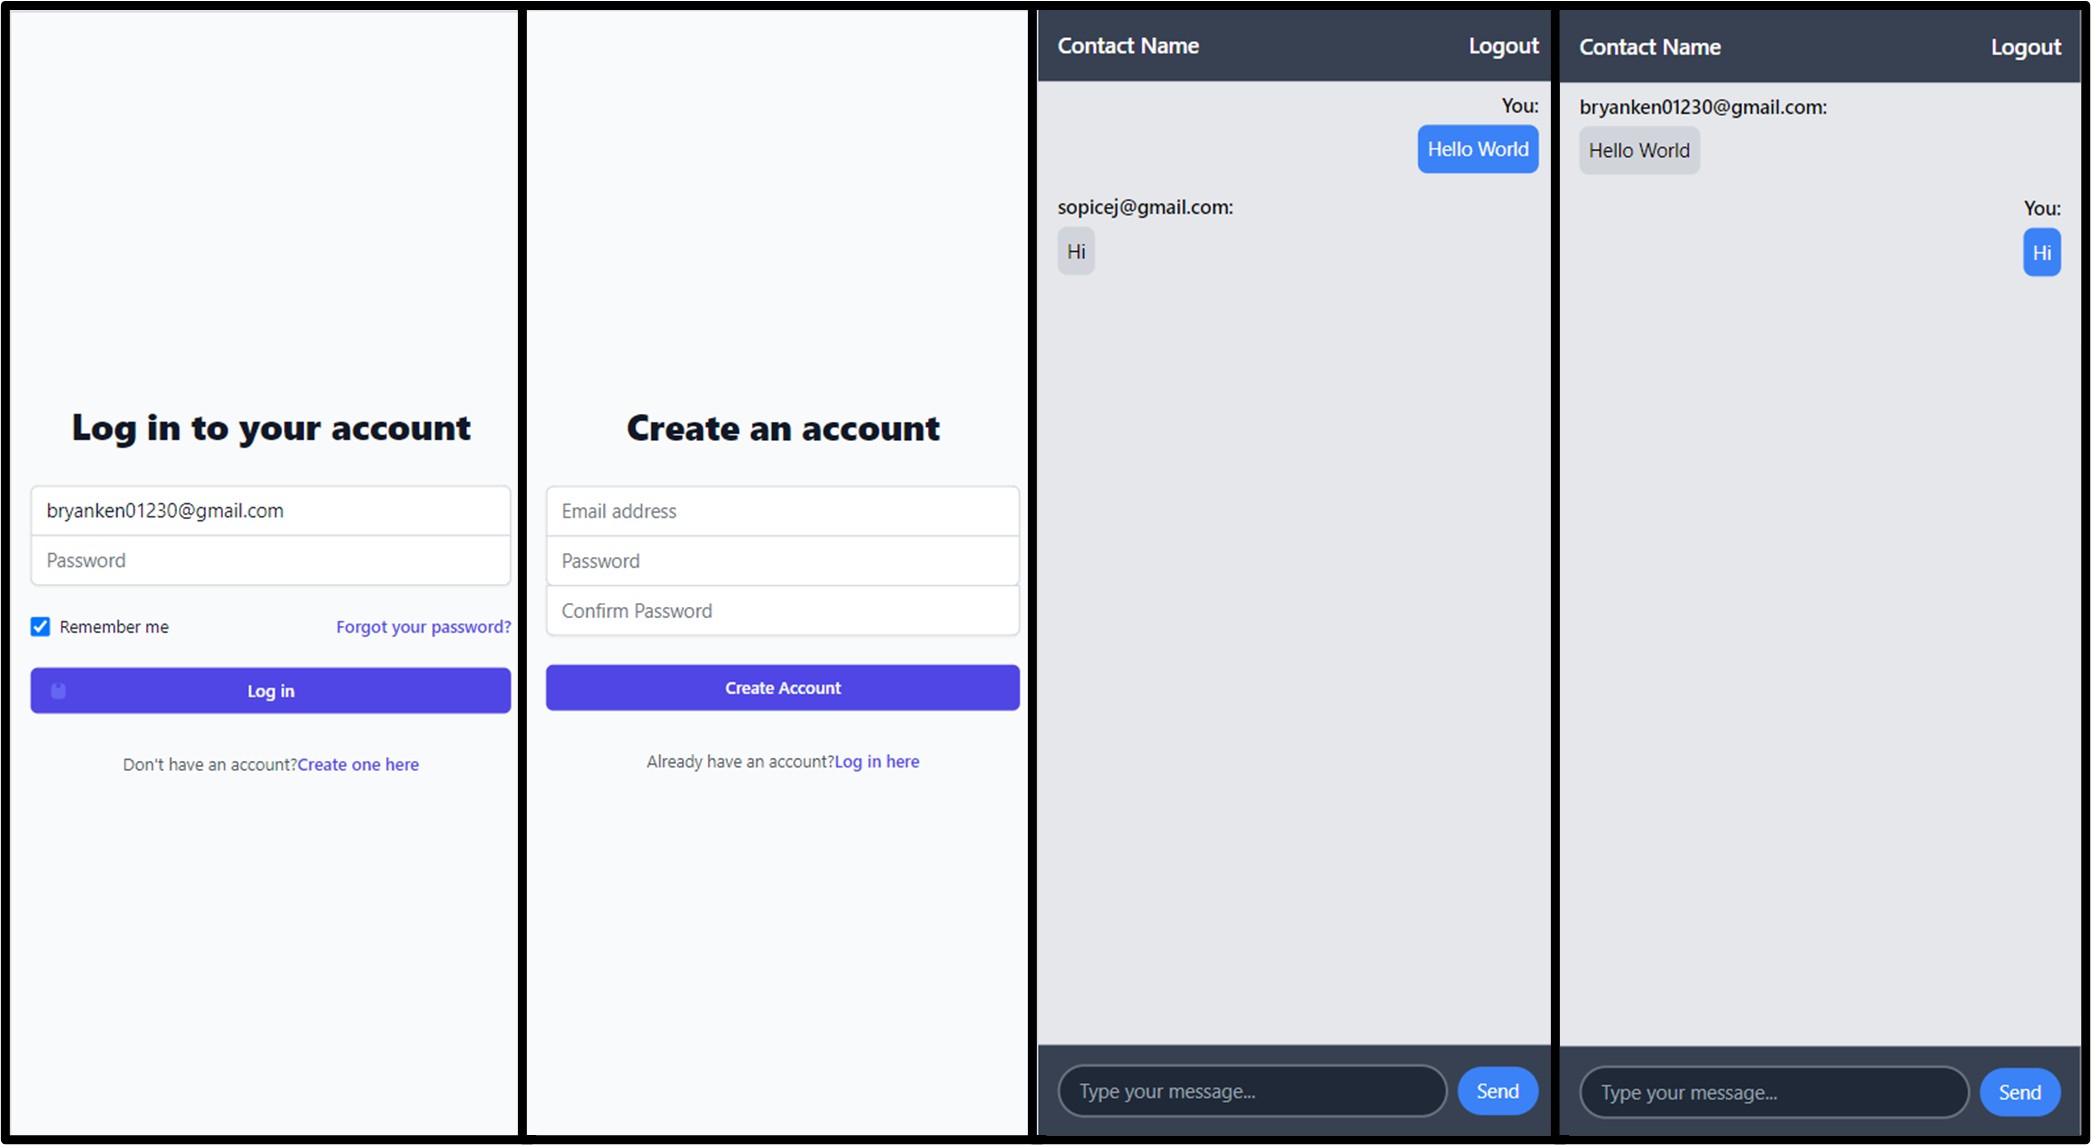 Log in to your account
bryanken01230@gmail.com
Password
Remember me Forgot your password?
Log in
Don't have an account?Create one here
Create an account
Email address
Password
Confirm Password
Create Account
Already have an account?Log in here
Contact Name Logout
You:
Hello World
sopicej@gmail.com:
Hi
Type your message... Send
Contact Name Logout
bryanken01230@gmail.com:
Hello World
You:
Hi
Type your message... Send